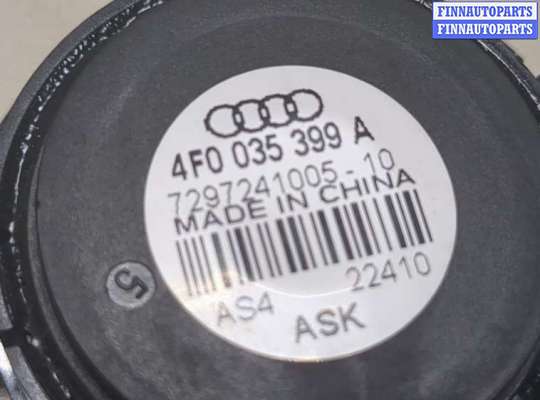 FINNAUTOPARTS
FINNAUTOPARTS
4F0 035 399 A
7297241005-10
MADE IN CHINA
22410
AS4
ASK
5